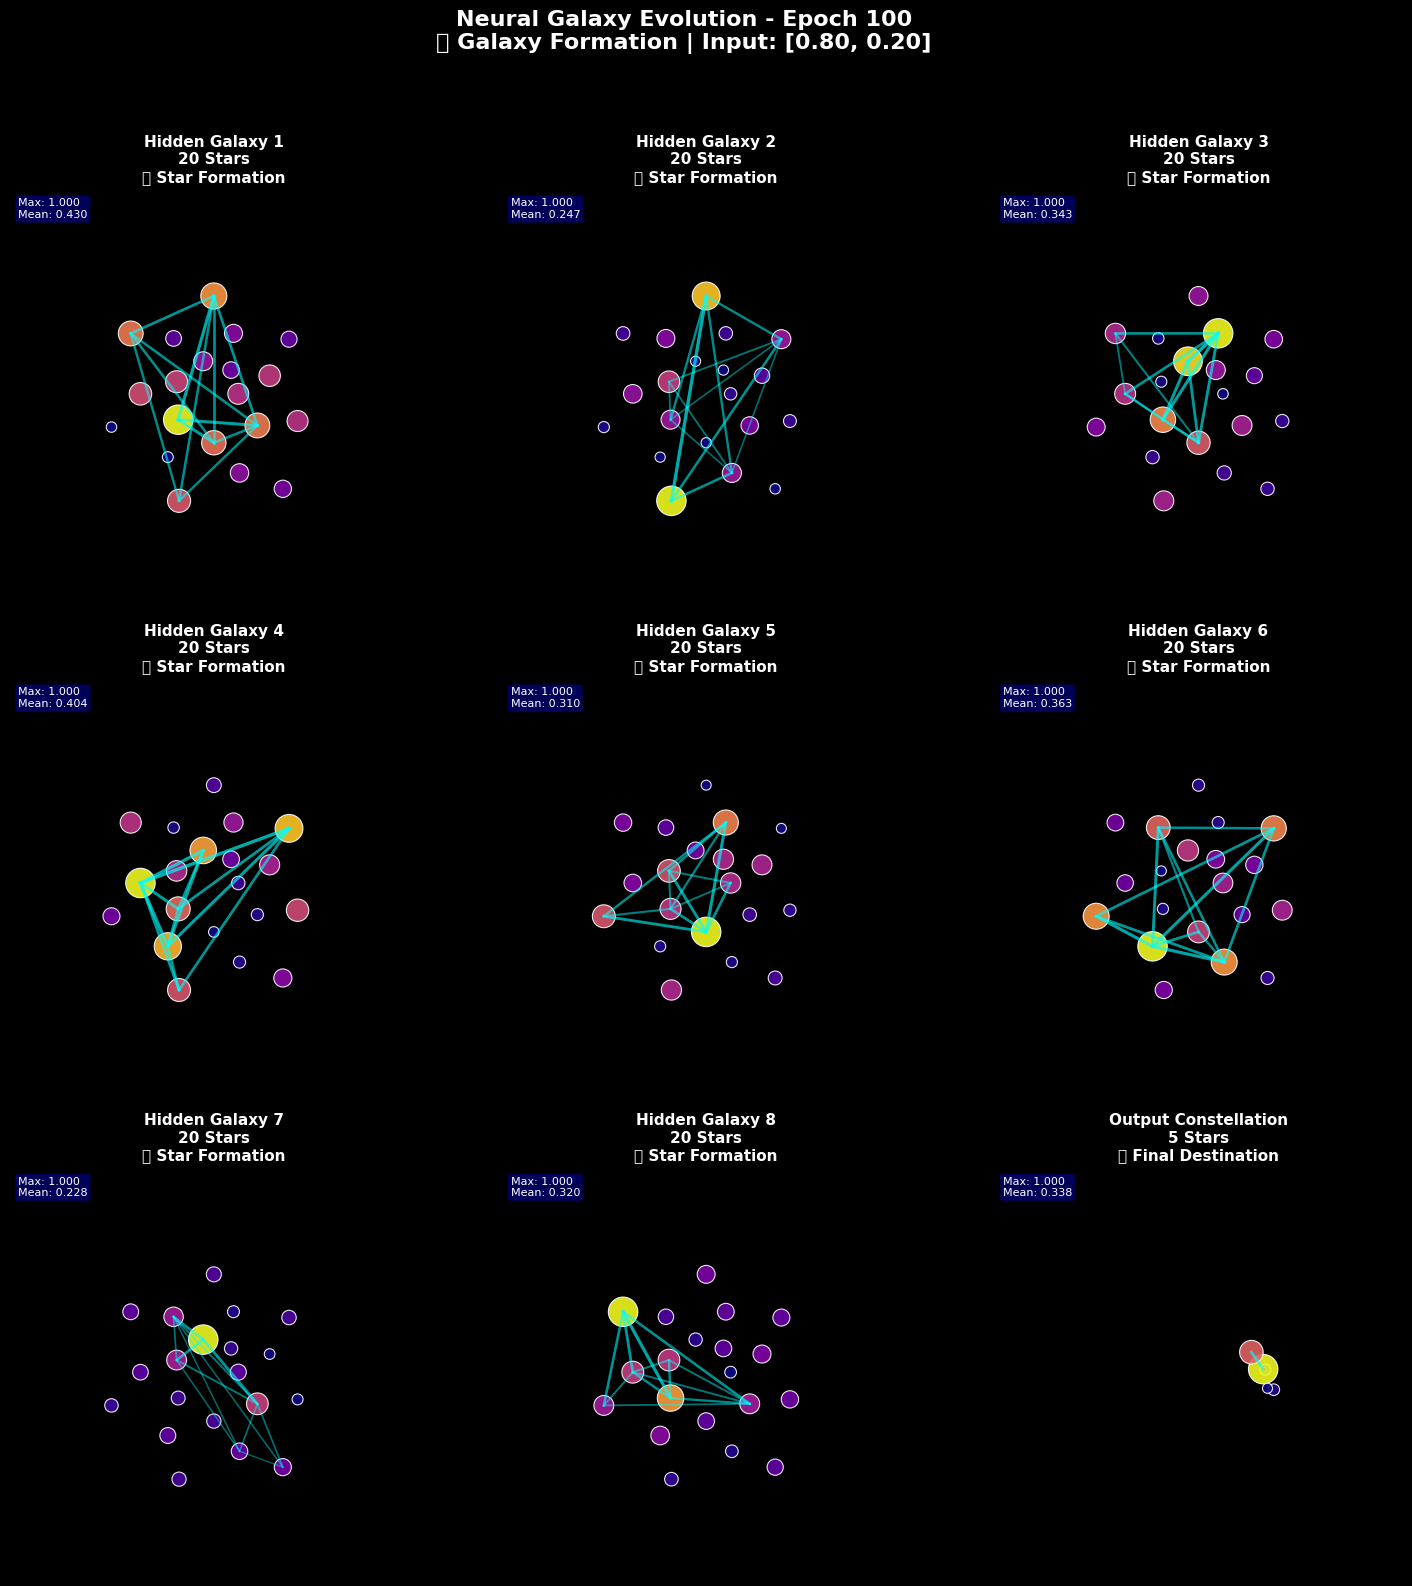 Neural Galaxy Evolution - Epoch 100
▯ Galaxy Formation | Input: [0.80, 0.20]
Hidden Galaxy 1
20 Stars
▯ Star Formation
Max: 1.000
Mean: 0.430
Hidden Galaxy 2
20 Stars
▯ Star Formation
Max: 1.000
Mean: 0.247
Hidden Galaxy 3
20 Stars
▯ Star Formation
Max: 1.000
Mean: 0.343
Hidden Galaxy 4
20 Stars
▯ Star Formation
Max: 1.000
Mean: 0.404
Hidden Galaxy 5
20 Stars
▯ Star Formation
Max: 1.000
Mean: 0.310
Hidden Galaxy 6
20 Stars
▯ Star Formation
Max: 1.000
Mean: 0.363
Hidden Galaxy 7
20 Stars
▯ Star Formation
Max: 1.000
Mean: 0.228
Hidden Galaxy 8
20 Stars
▯ Star Formation
Max: 1.000
Mean: 0.320
Output Constellation
5 Stars
▯ Final Destination
Max: 1.000
Mean: 0.338